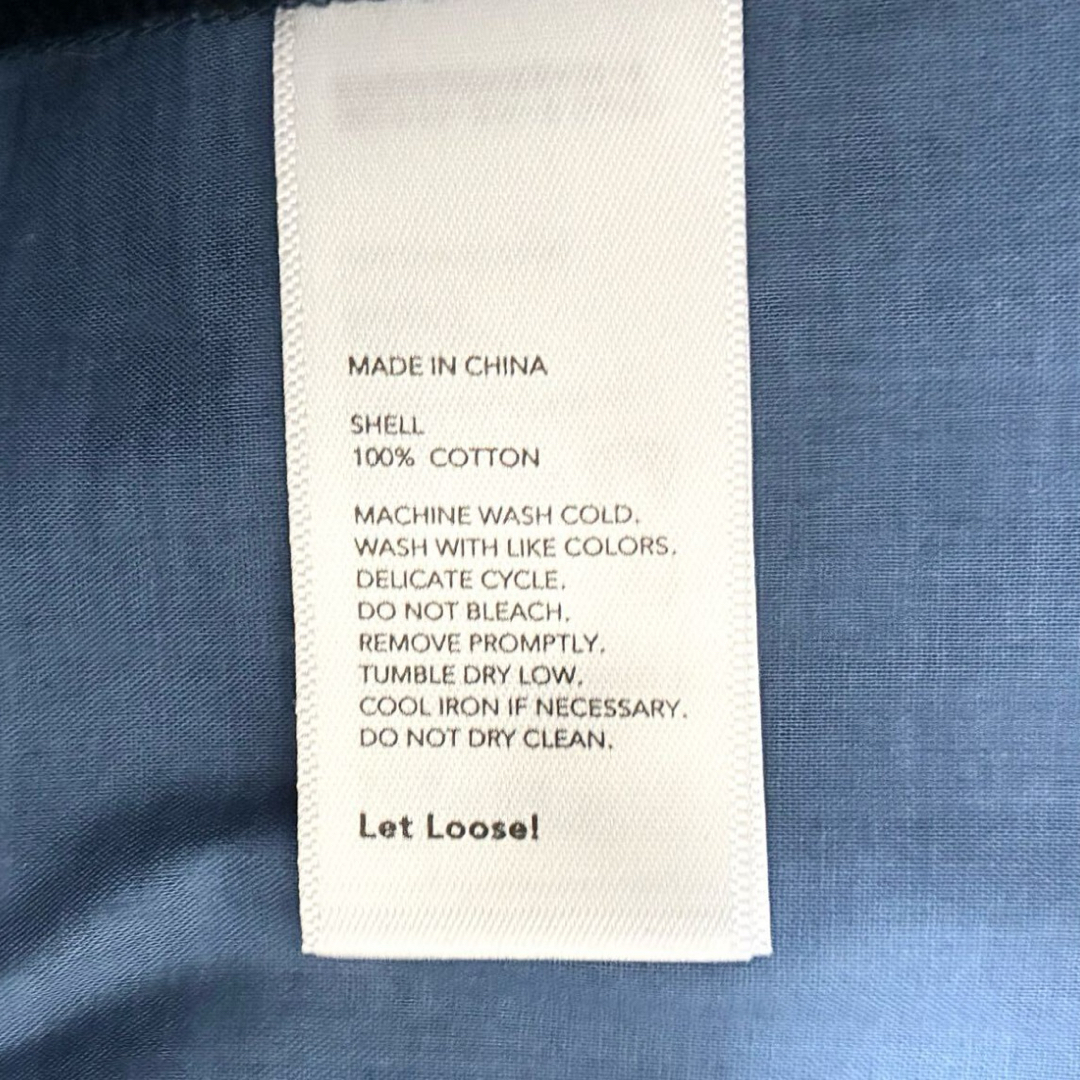 MADE IN CHINA
SHELL
100% COTTON
MACHINE WASH COLD.
WASH WITH LIKE COLORS.
DELICATE CYCLE.
DO NOT BLEACH.
REMOVE PROMPTLY.
TUMBLE DRY LOW.
COOL IRON IF NECESSARY.
DO NOT DRY CLEAN.
Let Loose!